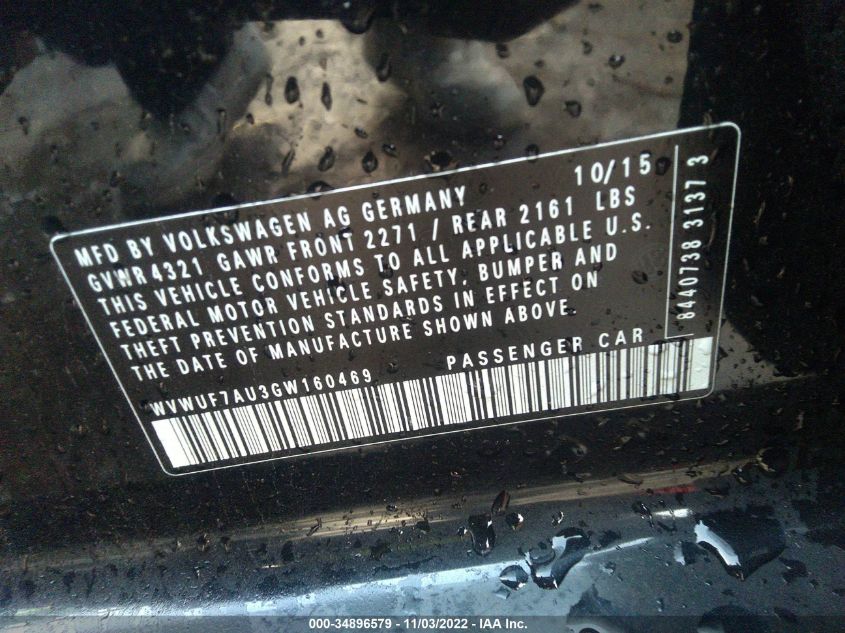 10/15
MFD BY VOLKSWAGEN AG GERMANY
GVWR 4321 GAWR FRONT 2271 / REAR 2161 LBS
THIS VEHICLE CONFORMS TO ALL APPLICABLE U.S.
FEDERAL MOTOR VEHICLE SAFETY, BUMPER AND
THEFT PREVENTION STANDARDS IN EFFECT ON
THE DATE OF MANUFACTURE SHOWN ABOVE.
WVWUF7AU3GW160469 PASSENGER CAR
8440738 3137 3
000-34896579 - 11/03/2022 - IAA Inc.